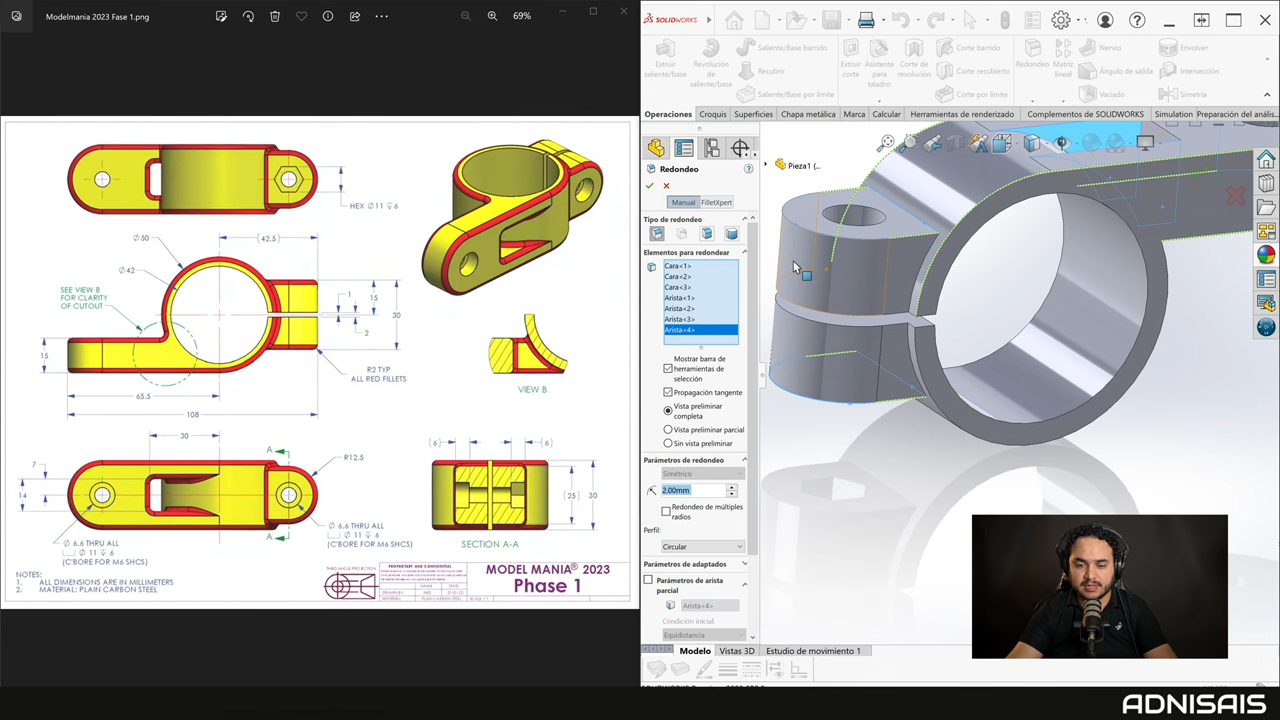 Modelmania 2023 Fase 1.png
69%
HEX Ø 11 ↧ 6
Ø 50
(42.5)
Ø 42
SEE VIEW B
FOR CLARITY
OF CUTOUT
1
15
30
2
15
R2 TYP
ALL RED FILLETS
65.5
108
VIEW B
30
A
R12.5
(6)
(6)
7
14
(25)
30
A
Ø 6.6 THRU ALL
⌴ Ø 11 ↧ 6
(C'BORE FOR M6 SHCS)
Ø 6.6 THRU ALL
⌴ Ø 11 ↧ 6
(C'BORE FOR M6 SHCS)
SECTION A-A
NOTES:
1. ALL DIMENSIONS ARE IN MILLIMETERS
2. MATERIAL: PLAIN CARBON STEEL
THIRD ANGLE PROJECTION
PROPRIETARY AND CONFIDENTIAL
MODEL MANIA® 2023
Phase 1
SOLIDWORKS
Extruir saliente/base
Revolución de saliente/base
Saliente/Base barrido
Recubrir
Saliente/Base por límite
Extruir corte
Asistente para taladro
Corte de revolución
Corte barrido
Corte recubierto
Corte por límite
Redondeo
Matriz lineal
Nervio
Ángulo de salida
Vaciado
Envolver
Intersección
Simetría
Operaciones
Croquis
Superficies
Chapa metálica
Marca
Calcular
Herramientas de renderizado
Complementos de SOLIDWORKS
Simulation
Preparación del anális..
Pieza1 (...
Redondeo
Manual
FilletXpert
Tipo de redondeo
Elementos para redondear
Cara<1>
Cara<2>
Cara<3>
Arista<1>
Arista<2>
Arista<3>
Arista<4>
Mostrar barra de
herramientas de
selección
Propagación tangente
Vista preliminar
completa
Vista preliminar parcial
Sin vista preliminar
Parámetros de redondeo
Simétrico
2.00mm
Redondeo de múltiples
radios
Perfil:
Circular
Parámetros de adaptados
Parámetros de arista
parcial
Arista<4>
Condición inicial:
Equidistancia
Modelo
Vistas 3D
Estudio de movimiento 1
ADNISAIS